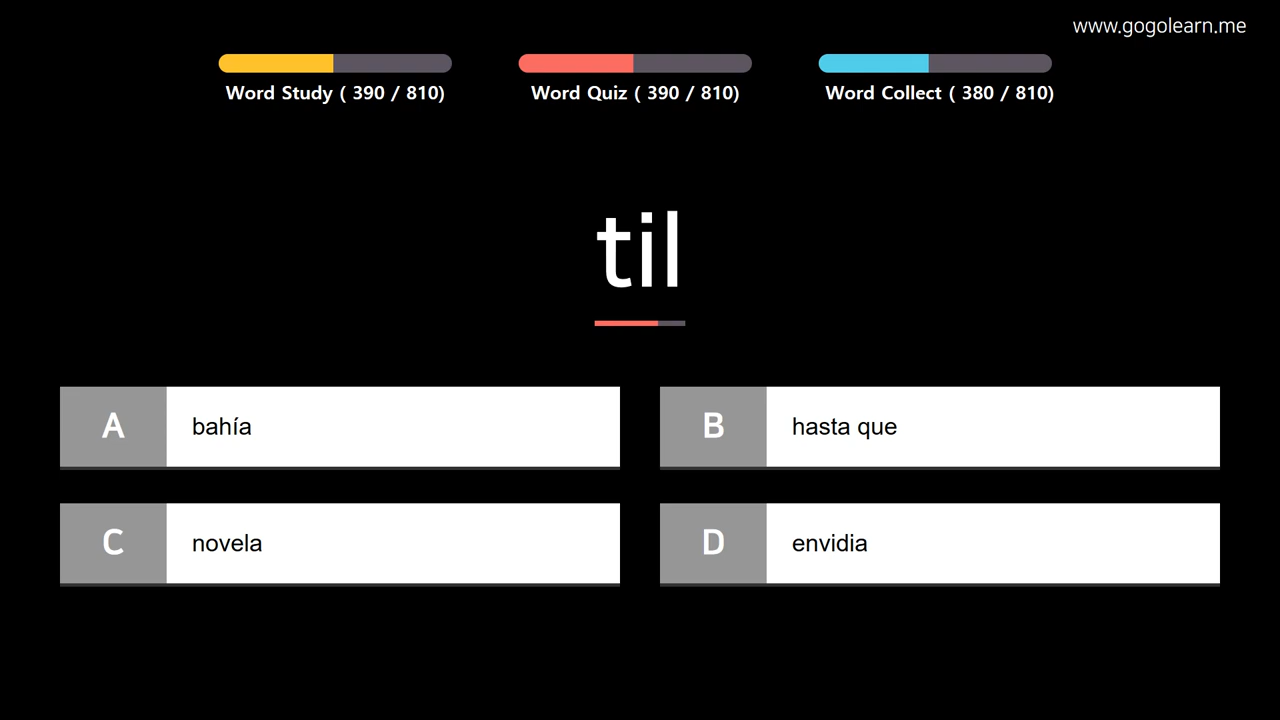 www.gogolearn.me
Word Study ( 390 / 810)
Word Quiz ( 390 / 810)
Word Collect ( 380 / 810)
til
A bahía
B hasta que
C novela
D envidia